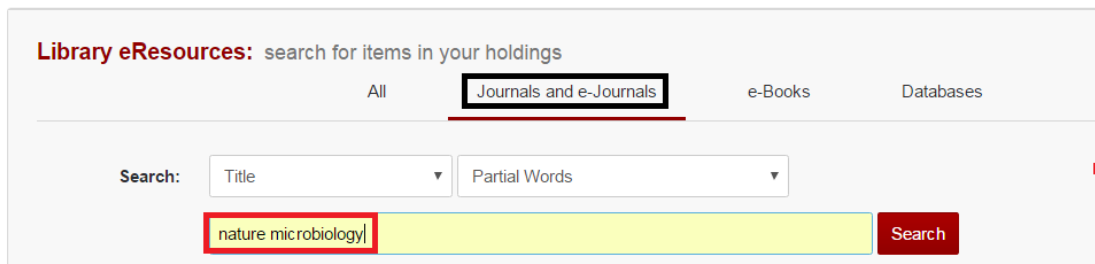 Library eResources: search for items in your holdings
All Journals and e-Journals e-Books Databases
Search: Title Partial Words
nature microbiology Search